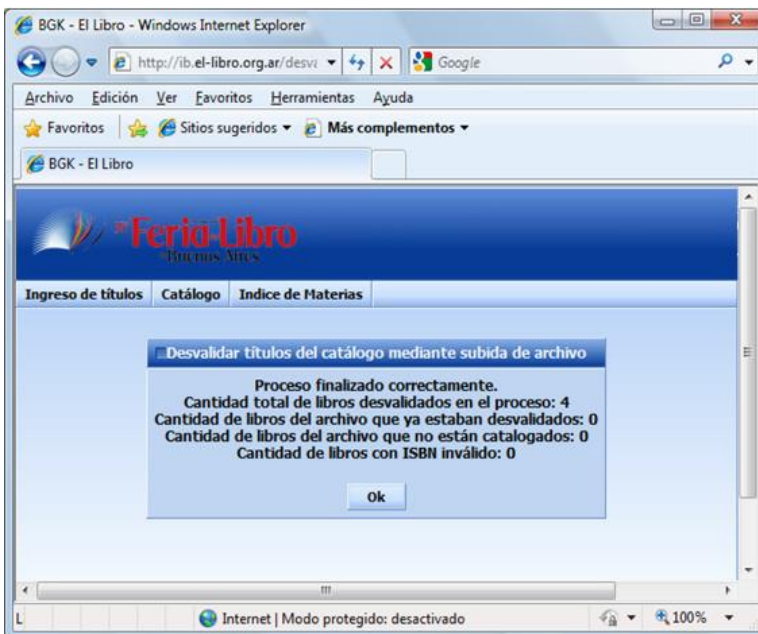 BGK - El Libro - Windows Internet Explorer
http://ib.el-libro.org.ar/desva
Google
Archivo Edición Ver Favoritos Herramientas Ayuda
Favoritos Sitios sugeridos Más complementos
BGK - El Libro
Feria-Libro
Buenos Aires
Ingreso de títulos Catálogo Indice de Materias
Desvalidar títulos del catálogo mediante subida de archivo
Proceso finalizado correctamente.
Cantidad total de libros desvalidados en el proceso: 4
Cantidad de libros del archivo que ya estaban desvalidados: 0
Cantidad de libros del archivo que no están catalogados: 0
Cantidad de libros con ISBN inválido: 0
Ok
L Internet | Modo protegido: desactivado 100%